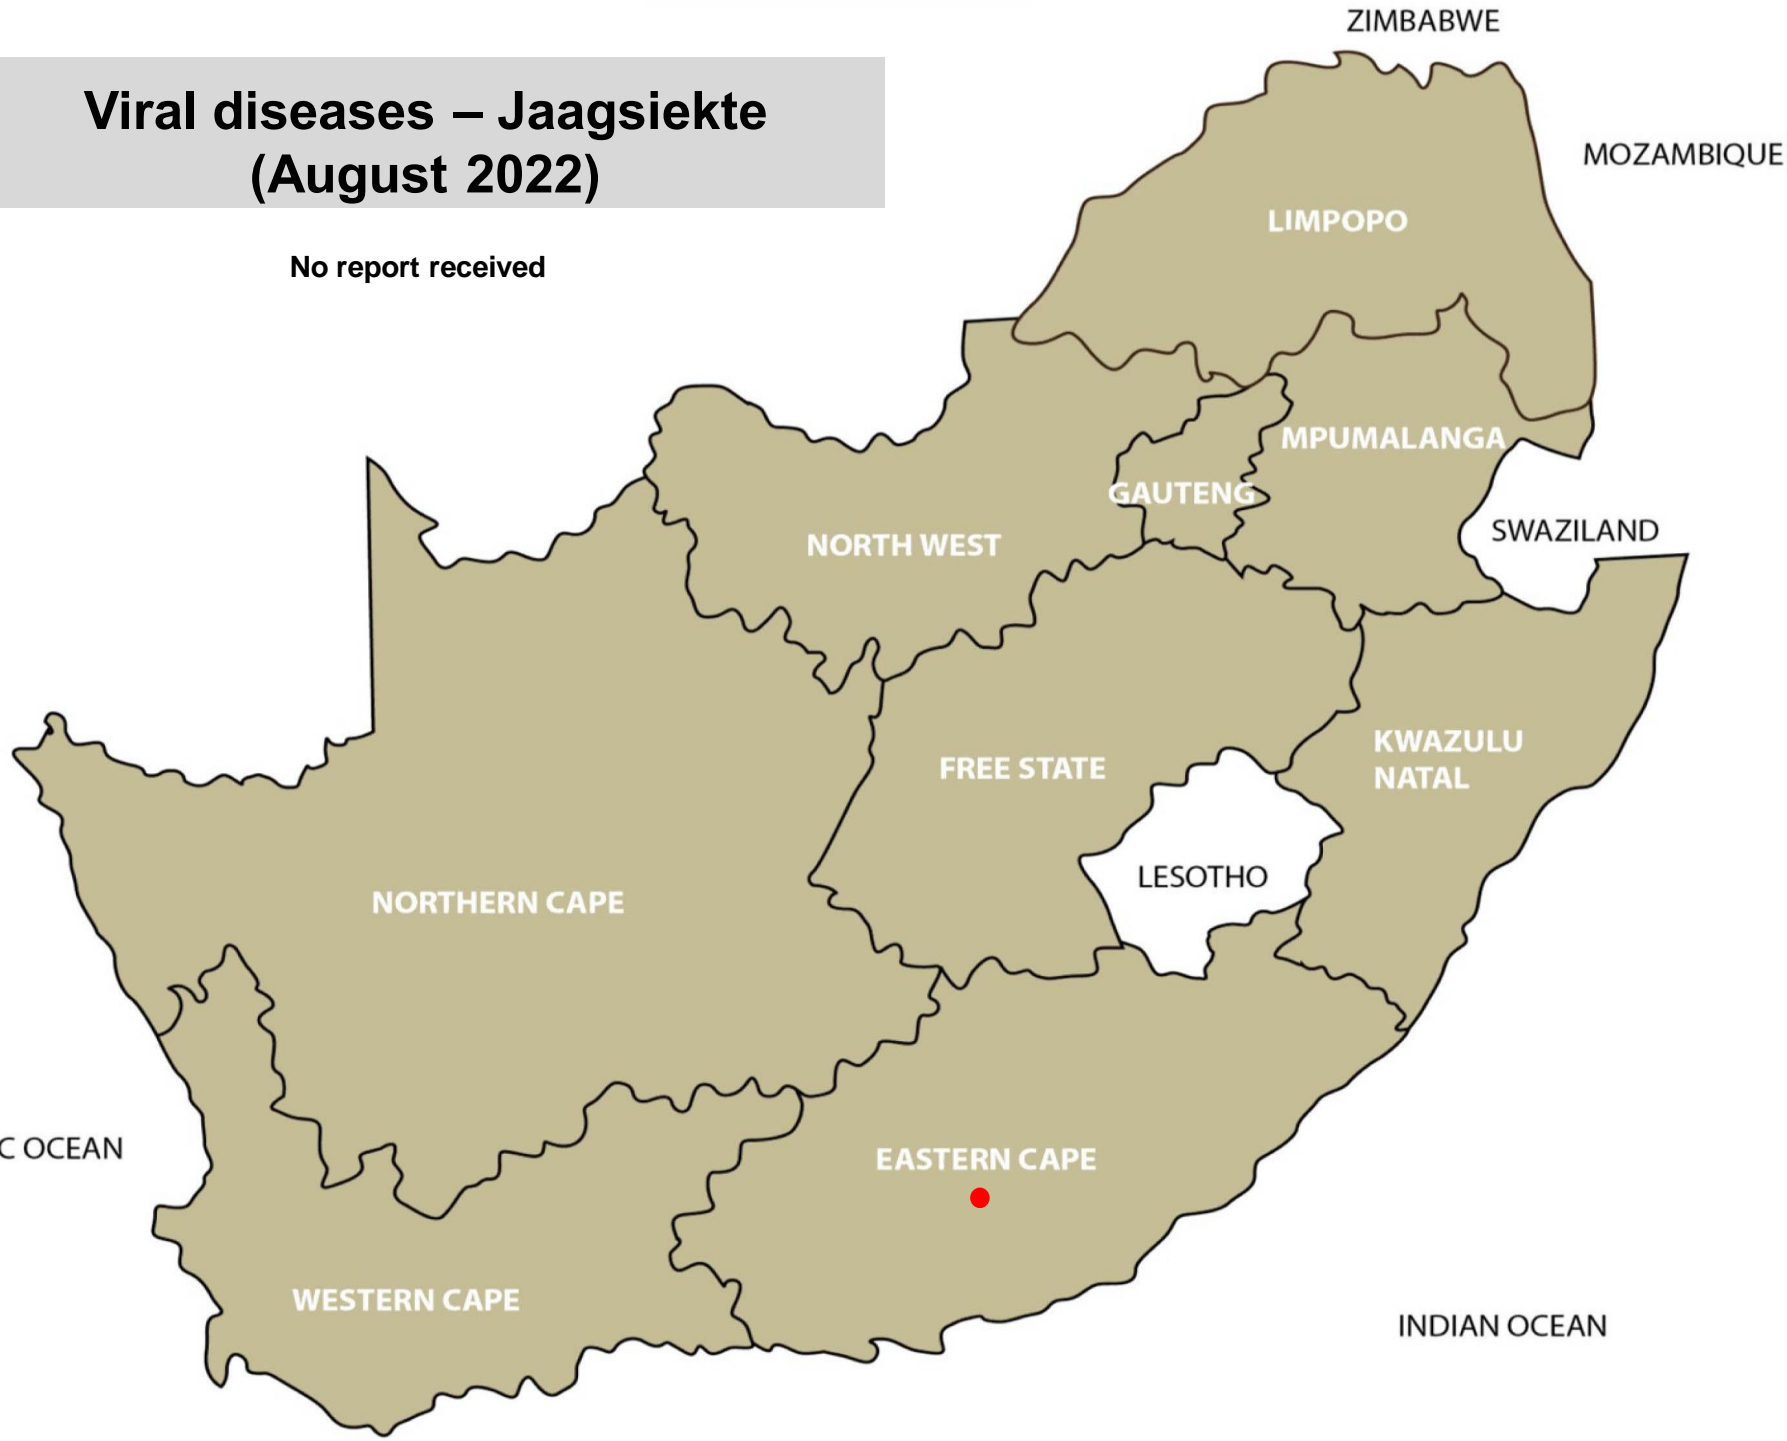 ZIMBABWE
Viral diseases – Jaagsiekte
(August 2022)
MOZAMBIQUE
LIMPOPO
No report received
MPUMALANGA
GAUTENG
SWAZILAND
NORTH WEST
KWAZULU
NATAL
FREE STATE
LESOTHO
NORTHERN CAPE
C OCEAN
EASTERN CAPE
WESTERN CAPE
INDIAN OCEAN